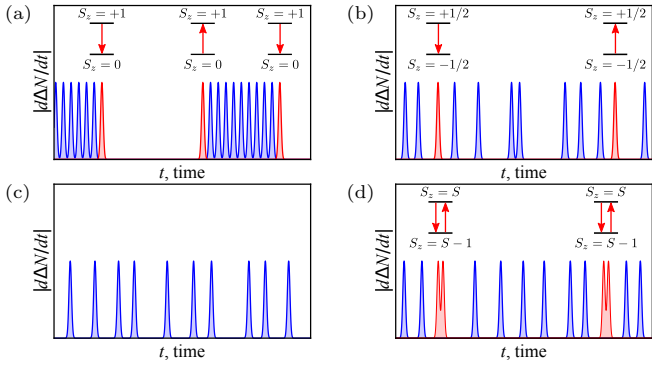 (a)
S_z = +1 S_z = +1 S_z = +1
S_z = 0 S_z = 0 S_z = 0
|dΔN/dt|
t, time
(b)
S_z = +1/2 S_z = +1/2
S_z = −1/2 S_z = −1/2
|dΔN/dt|
t, time
(c)
|dΔN/dt|
t, time
(d)
S_z = S S_z = S
S_z = S − 1 S_z = S − 1
|dΔN/dt|
t, time